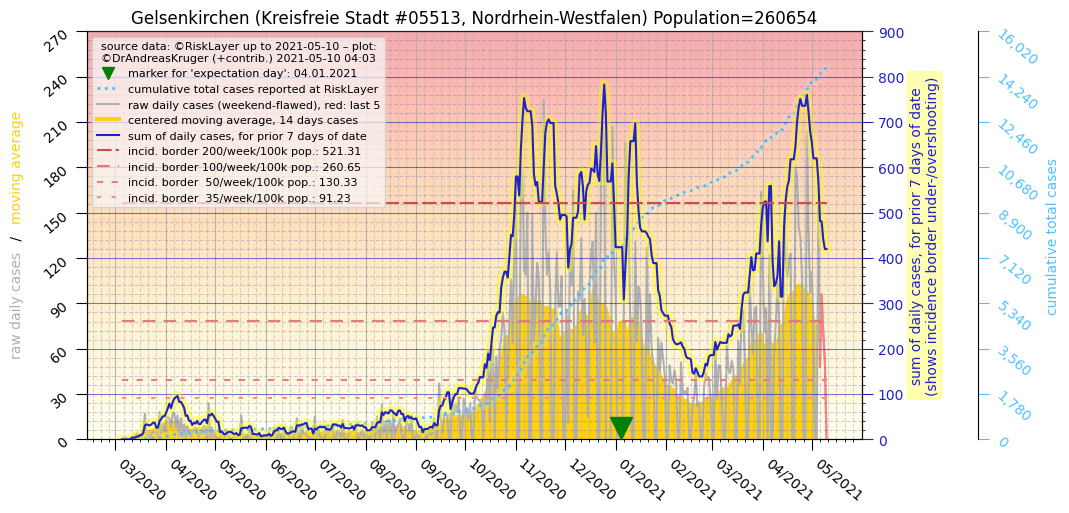 Gelsenkirchen (Kreisfreie Stadt #05513, Nordrhein-Westfalen) Population=260654
source data: ©RiskLayer up to 2021-05-10 – plot:
©DrAndreasKruger (+contrib.) 2021-05-10 04:03
marker for 'expectation day': 04.01.2021
cumulative total cases reported at RiskLayer
raw daily cases (weekend-flawed), red: last 5
centered moving average, 14 days cases
sum of daily cases, for prior 7 days of date
incid. border 200/week/100k pop.: 521.31
incid. border 100/week/100k pop.: 260.65
incid. border  50/week/100k pop.: 130.33
incid. border  35/week/100k pop.: 91.23
raw daily cases / moving average
270
240
210
180
150
120
90
60
30
0
03/2020
04/2020
05/2020
06/2020
07/2020
08/2020
09/2020
10/2020
11/2020
12/2020
01/2021
02/2021
03/2021
04/2021
05/2021
900
800
700
600
500
400
300
200
100
0
sum of daily cases, for prior 7 days of date
(shows incidence border under-/overshooting)
16,020
14,240
12,460
10,680
8,900
7,120
5,340
3,560
1,780
0
cumulative total cases